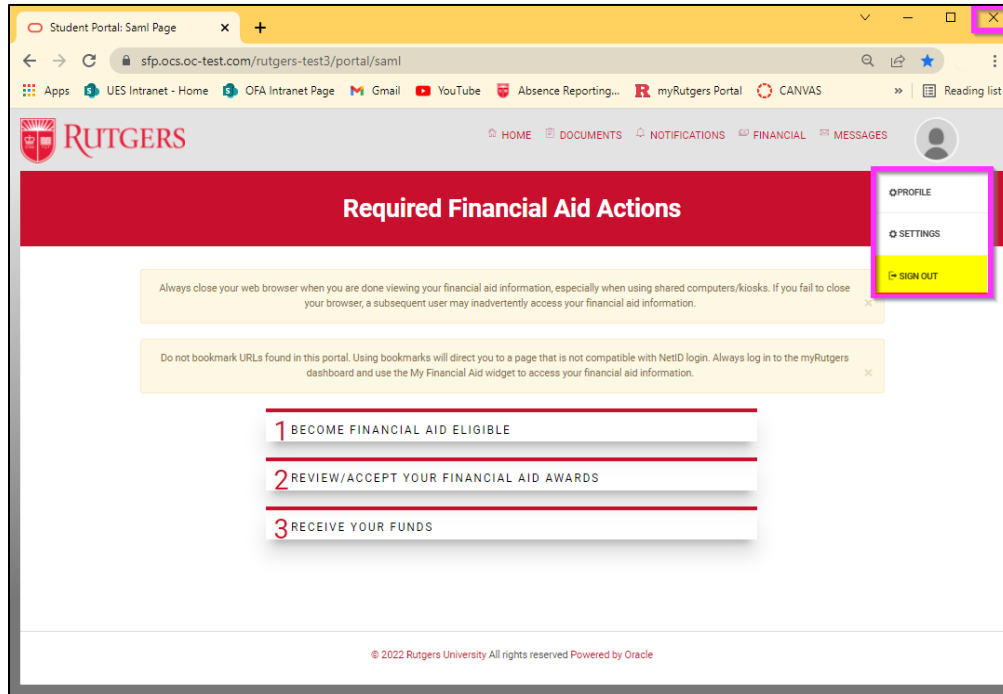 Student Portal: Saml Page
sfp.ocs.oc-test.com/rutgers-test3/portal/saml
Apps UES Intranet - Home OFA Intranet Page Gmail YouTube Absence Reporting... R myRutgers Portal CANVAS » Reading list
RUTGERS
HOME DOCUMENTS NOTIFICATIONS FINANCIAL MESSAGES
PROFILE
SETTINGS
SIGN OUT
Required Financial Aid Actions
Always close your web browser when you are done viewing your financial aid information, especially when using shared computers/kiosks. If you fail to close
your browser, a subsequent user may inadvertently access your financial aid information.
Do not bookmark URLs found in this portal. Using bookmarks will direct you to a page that is not compatible with NetID login. Always log in to the myRutgers
dashboard and use the My Financial Aid widget to access your financial aid information.
1 BECOME FINANCIAL AID ELIGIBLE
2 REVIEW/ACCEPT YOUR FINANCIAL AID AWARDS
3 RECEIVE YOUR FUNDS
© 2022 Rutgers University All rights reserved Powered by Oracle